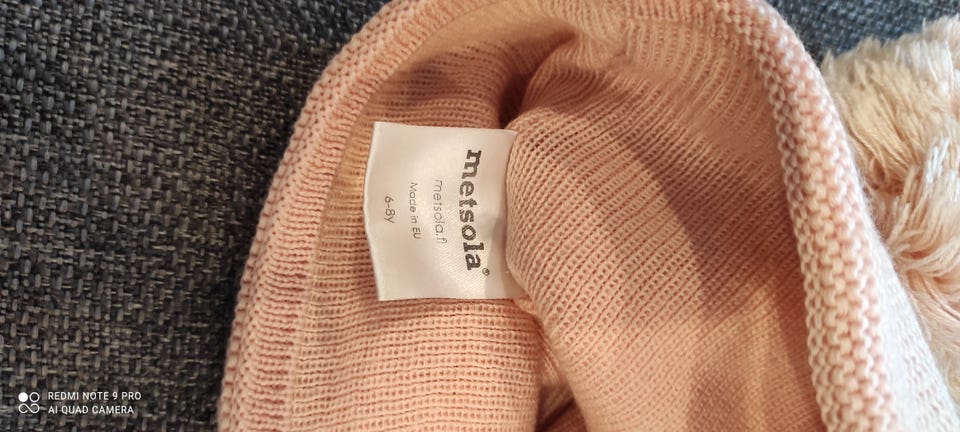 metsola®
metsola.fi
Made in EU
6-8y
REDMI NOTE 9 PRO
AI QUAD CAMERA